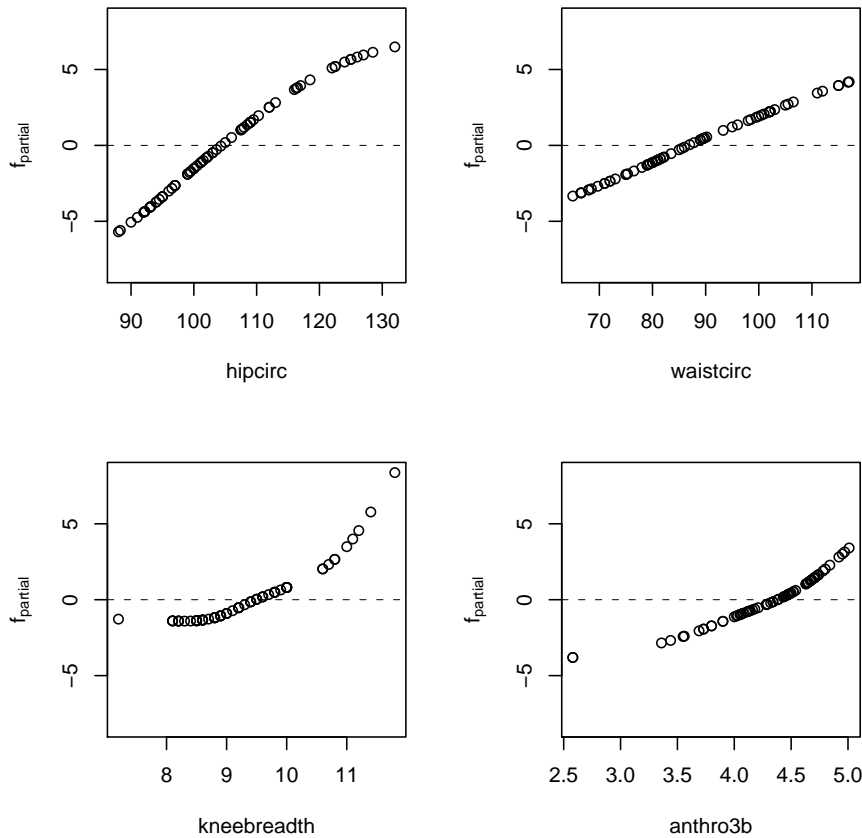 5
0
−5
f_partial
90 100 110 120 130
hipcirc
5
0
−5
f_partial
70 80 90 100 110
waistcirc
5
0
−5
f_partial
8 9 10 11
kneebreadth
5
0
−5
f_partial
2.5 3.0 3.5 4.0 4.5 5.0
anthro3b